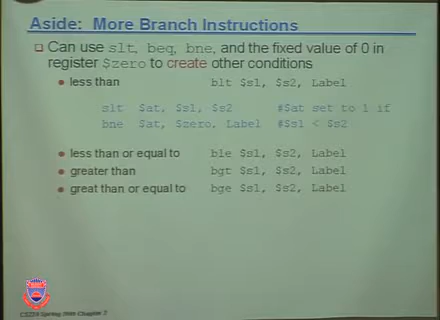 Aside: More Branch Instructions
Can use slt, beq, bne, and the fixed value of 0 in
register $zero to create other conditions
less than blt $s1, $s2, Label
slt $at, $s1, $s2 #$at set to 1 if
bne $at, $zero, Label #$s1 < $s2
less than or equal to ble $s1, $s2, Label
greater than bgt $s1, $s2, Label
great than or equal to bge $s1, $s2, Label
Spring Chapter 2